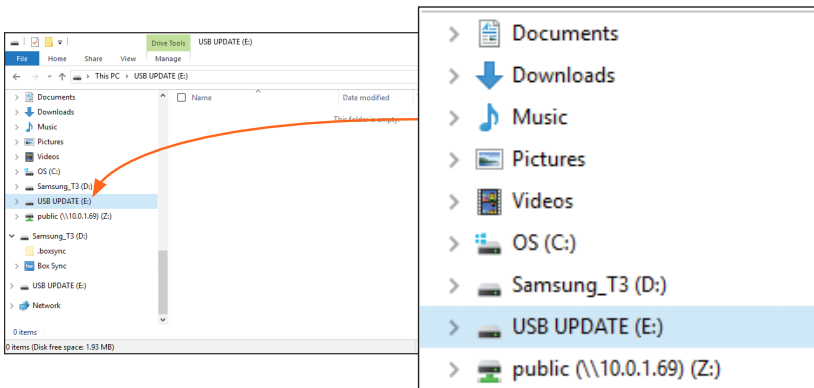 Drive Tools USB UPDATE (E:)
File Home Share View Manage
This PC > USB UPDATE (E:)
Name Date modified
This folder is empty.
Documents
Downloads
Music
Pictures
Videos
OS (C:)
Samsung_T3 (D:)
USB UPDATE (E:)
public (\\10.0.1.69) (Z:)
Samsung_T3 (D:)
.boxsync
Box Sync
USB UPDATE (E:)
Network
0 items
0 items (Disk free space: 1.93 MB)
Documents
Downloads
Music
Pictures
Videos
OS (C:)
Samsung_T3 (D:)
USB UPDATE (E:)
public (\\10.0.1.69) (Z:)